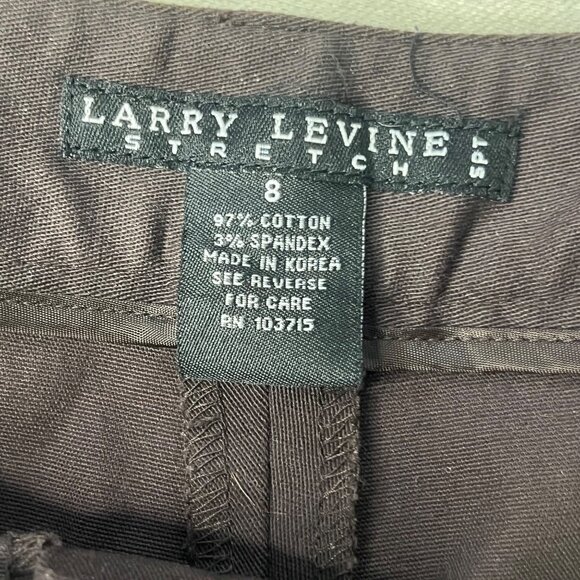 LARRY LEVINE
STRETCH
SPT
8
97% COTTON
3% SPANDEX
MADE IN KOREA
SEE REVERSE
FOR CARE
RN 103715